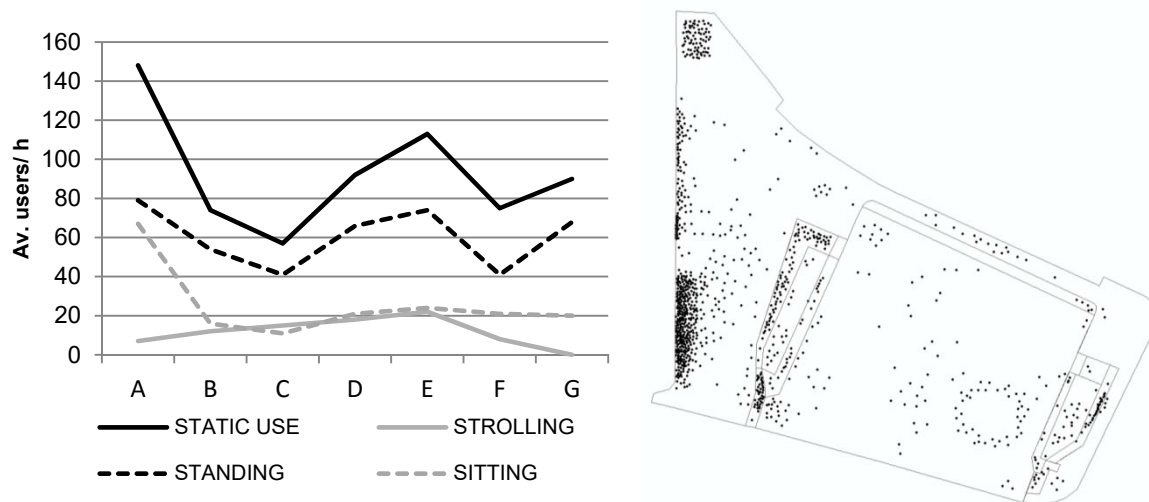 160
140
120
100
80
60
40
20
0
Av. users/ h
A B C D E F G
STATIC USE STROLLING
STANDING SITTING